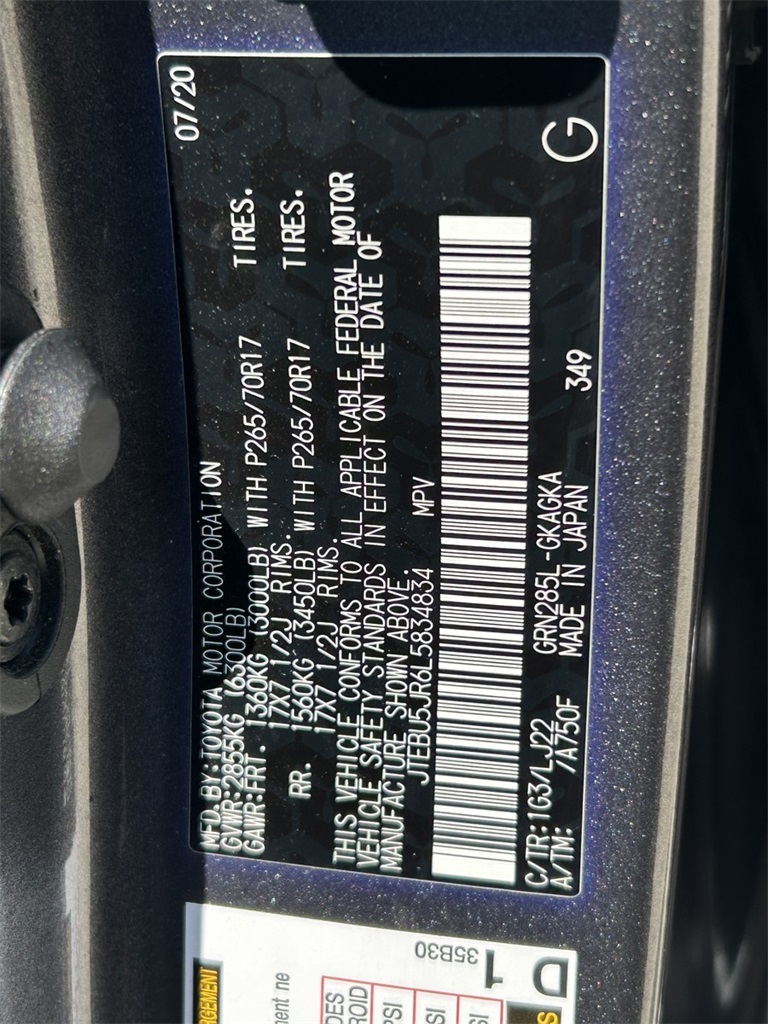 MFD. BY: TOYOTA MOTOR CORPORATION 07/20
GVWR: 2855KG (6300LB)
GAWR: FRT. 1360KG (3000LB) WITH P265/70R17 TIRES.
17X7 1/2J RIMS.
RR. 1560KG (3450LB) WITH P265/70R17 TIRES.
17X7 1/2J RIMS.
THIS VEHICLE CONFORMS TO ALL APPLICABLE FEDERAL MOTOR
VEHICLE SAFETY STANDARDS IN EFFECT ON THE DATE OF
MANUFACTURE SHOWN ABOVE.
JTEBU5JR6L5834834 MPV
C/TR: 1G3/LJ22 GRN285L-GKAGKA 349 G
A/TM: /A750F MADE IN JAPAN
D 1
35B30